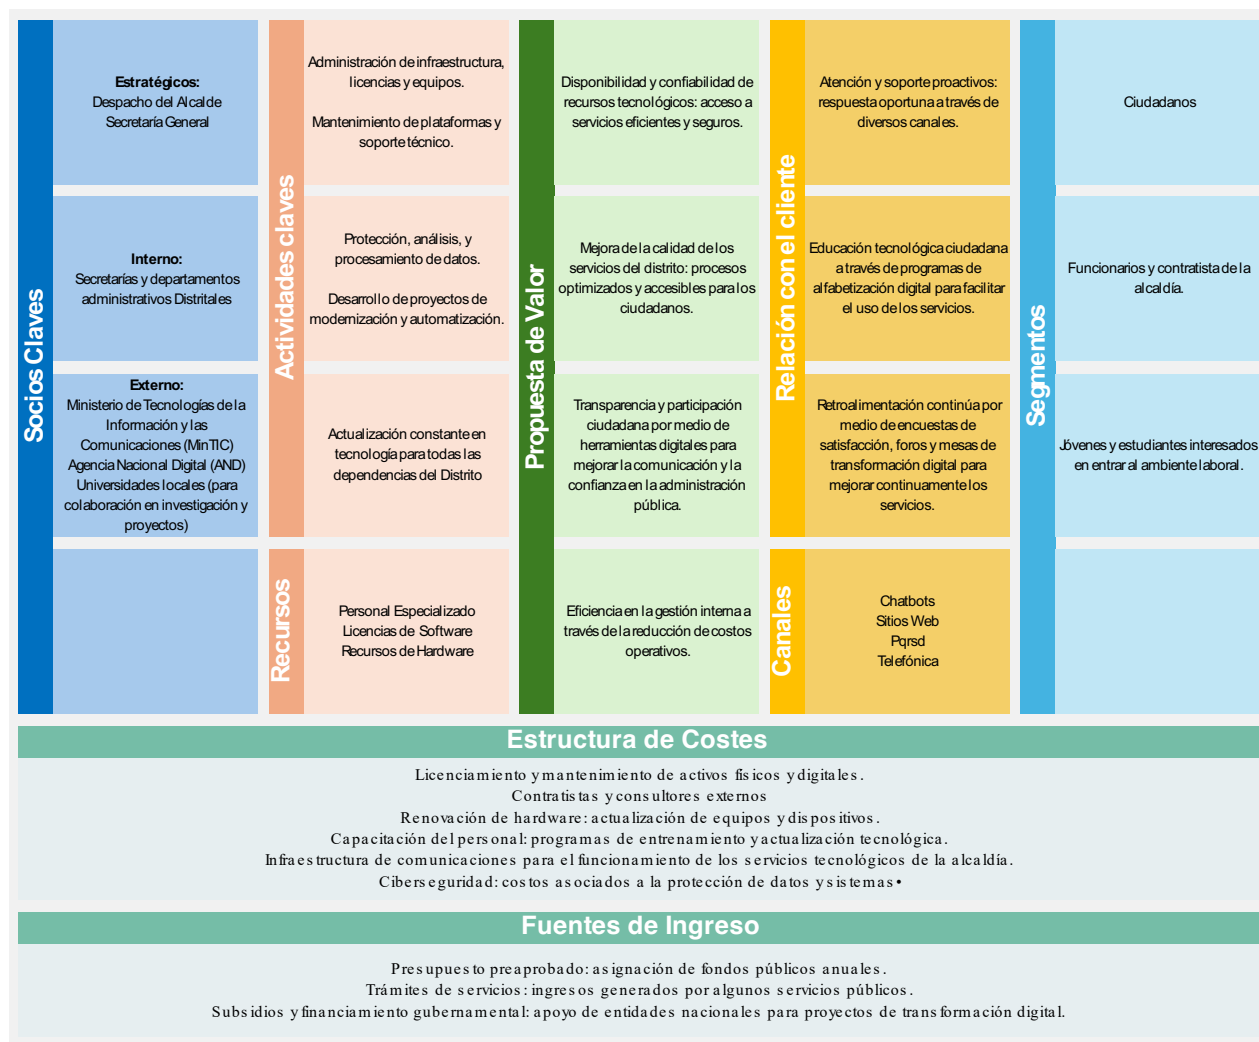 Socios Claves
Estratégicos:
Despacho del Alcalde
Secretaría General
Interno:
Secretarías y departamentos
administrativos Distritales
Externo:
Ministerio de Tecnologías de la
Información y las
Comunicaciones (MinTIC)
Agencia Nacional Digital (AND)
Universidades locales (para
colaboración en investigación y
proyectos)
Actividades claves
Administración de infraestructura,
licencias y equipos.
Mantenimiento de plataformas y
soporte técnico.
Protección, análisis, y
procesamiento de datos.
Desarrollo de proyectos de
modernización y automatización.
Actualización constante en
tecnología para todas las
dependencias del Distrito
Recursos
Personal Especializado
Licencias de Software
Recursos de Hardware
Propuesta de Valor
Disponibilidad y confiabilidad de
recursos tecnológicos: acceso a
servicios eficientes y seguros.
Mejora de la calidad de los
servicios del distrito: procesos
optimizados y accesibles para los
ciudadanos.
Transparencia y participación
ciudadana por medio de
herramientas digitales para
mejorar la comunicación y la
confianza en la administración
pública.
Eficiencia en la gestión interna a
través de la reducción de costos
operativos.
Relación con el cliente
Atención y soporte proactivos:
respuesta oportuna a través de
diversos canales.
Educación tecnológica ciudadana
a través de programas de
alfabetización digital para facilitar
el uso de los servicios.
Retroalimentación continúa por
medio de encuestas de
satisfacción, foros y mesas de
transformación digital para
mejorar continuamente los
servicios.
Canales
Chatbots
Sitios Web
Pqrsd
Telefónica
Segmentos
Ciudadanos
Funcionarios y contratista de la
alcaldía.
Jóvenes y estudiantes interesados
en entrar al ambiente laboral.
Estructura de Costes
Licenciamiento y mantenimiento de activos físicos y digitales.
Contratistas y consultores externos
Renovación de hardware: actualización de equipos y dispositivos.
Capacitación del personal: programas de entrenamiento y actualización tecnológica.
Infraestructura de comunicaciones para el funcionamiento de los servicios tecnológicos de la alcaldía.
Ciberseguridad: costos asociados a la protección de datos y sistemas•
Fuentes de Ingreso
Presupuesto preaprobado: asignación de fondos públicos anuales.
Trámites de servicios: ingresos generados por algunos servicios públicos.
Subsidios y financiamiento gubernamental: apoyo de entidades nacionales para proyectos de transformación digital.